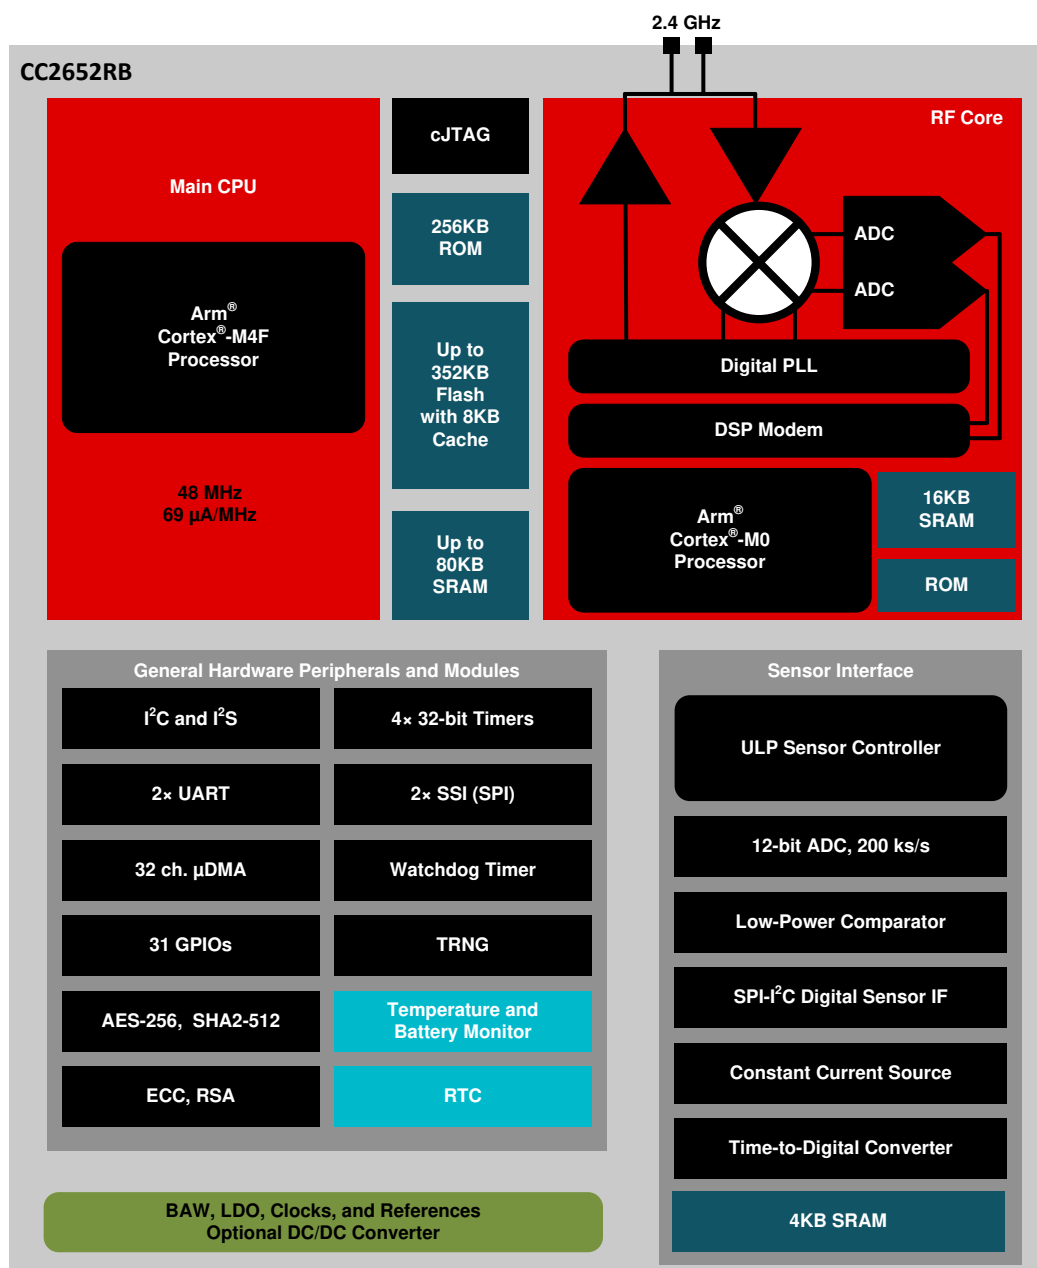 2.4 GHz
CC2652RB
Main CPU
Arm®
Cortex®-M4F
Processor
48 MHz
69 µA/MHz
cJTAG
256KB
ROM
Up to
352KB
Flash
with 8KB
Cache
Up to
80KB
SRAM
RF Core
ADC
ADC
Digital PLL
DSP Modem
Arm®
Cortex®-M0
Processor
16KB
SRAM
ROM
General Hardware Peripherals and Modules
I²C and I²S
4× 32-bit Timers
2× UART
2× SSI (SPI)
32 ch. µDMA
Watchdog Timer
31 GPIOs
TRNG
AES-256, SHA2-512
Temperature and
Battery Monitor
ECC, RSA
RTC
Sensor Interface
ULP Sensor Controller
12-bit ADC, 200 ks/s
Low-Power Comparator
SPI-I²C Digital Sensor IF
Constant Current Source
Time-to-Digital Converter
4KB SRAM
BAW, LDO, Clocks, and References
Optional DC/DC Converter